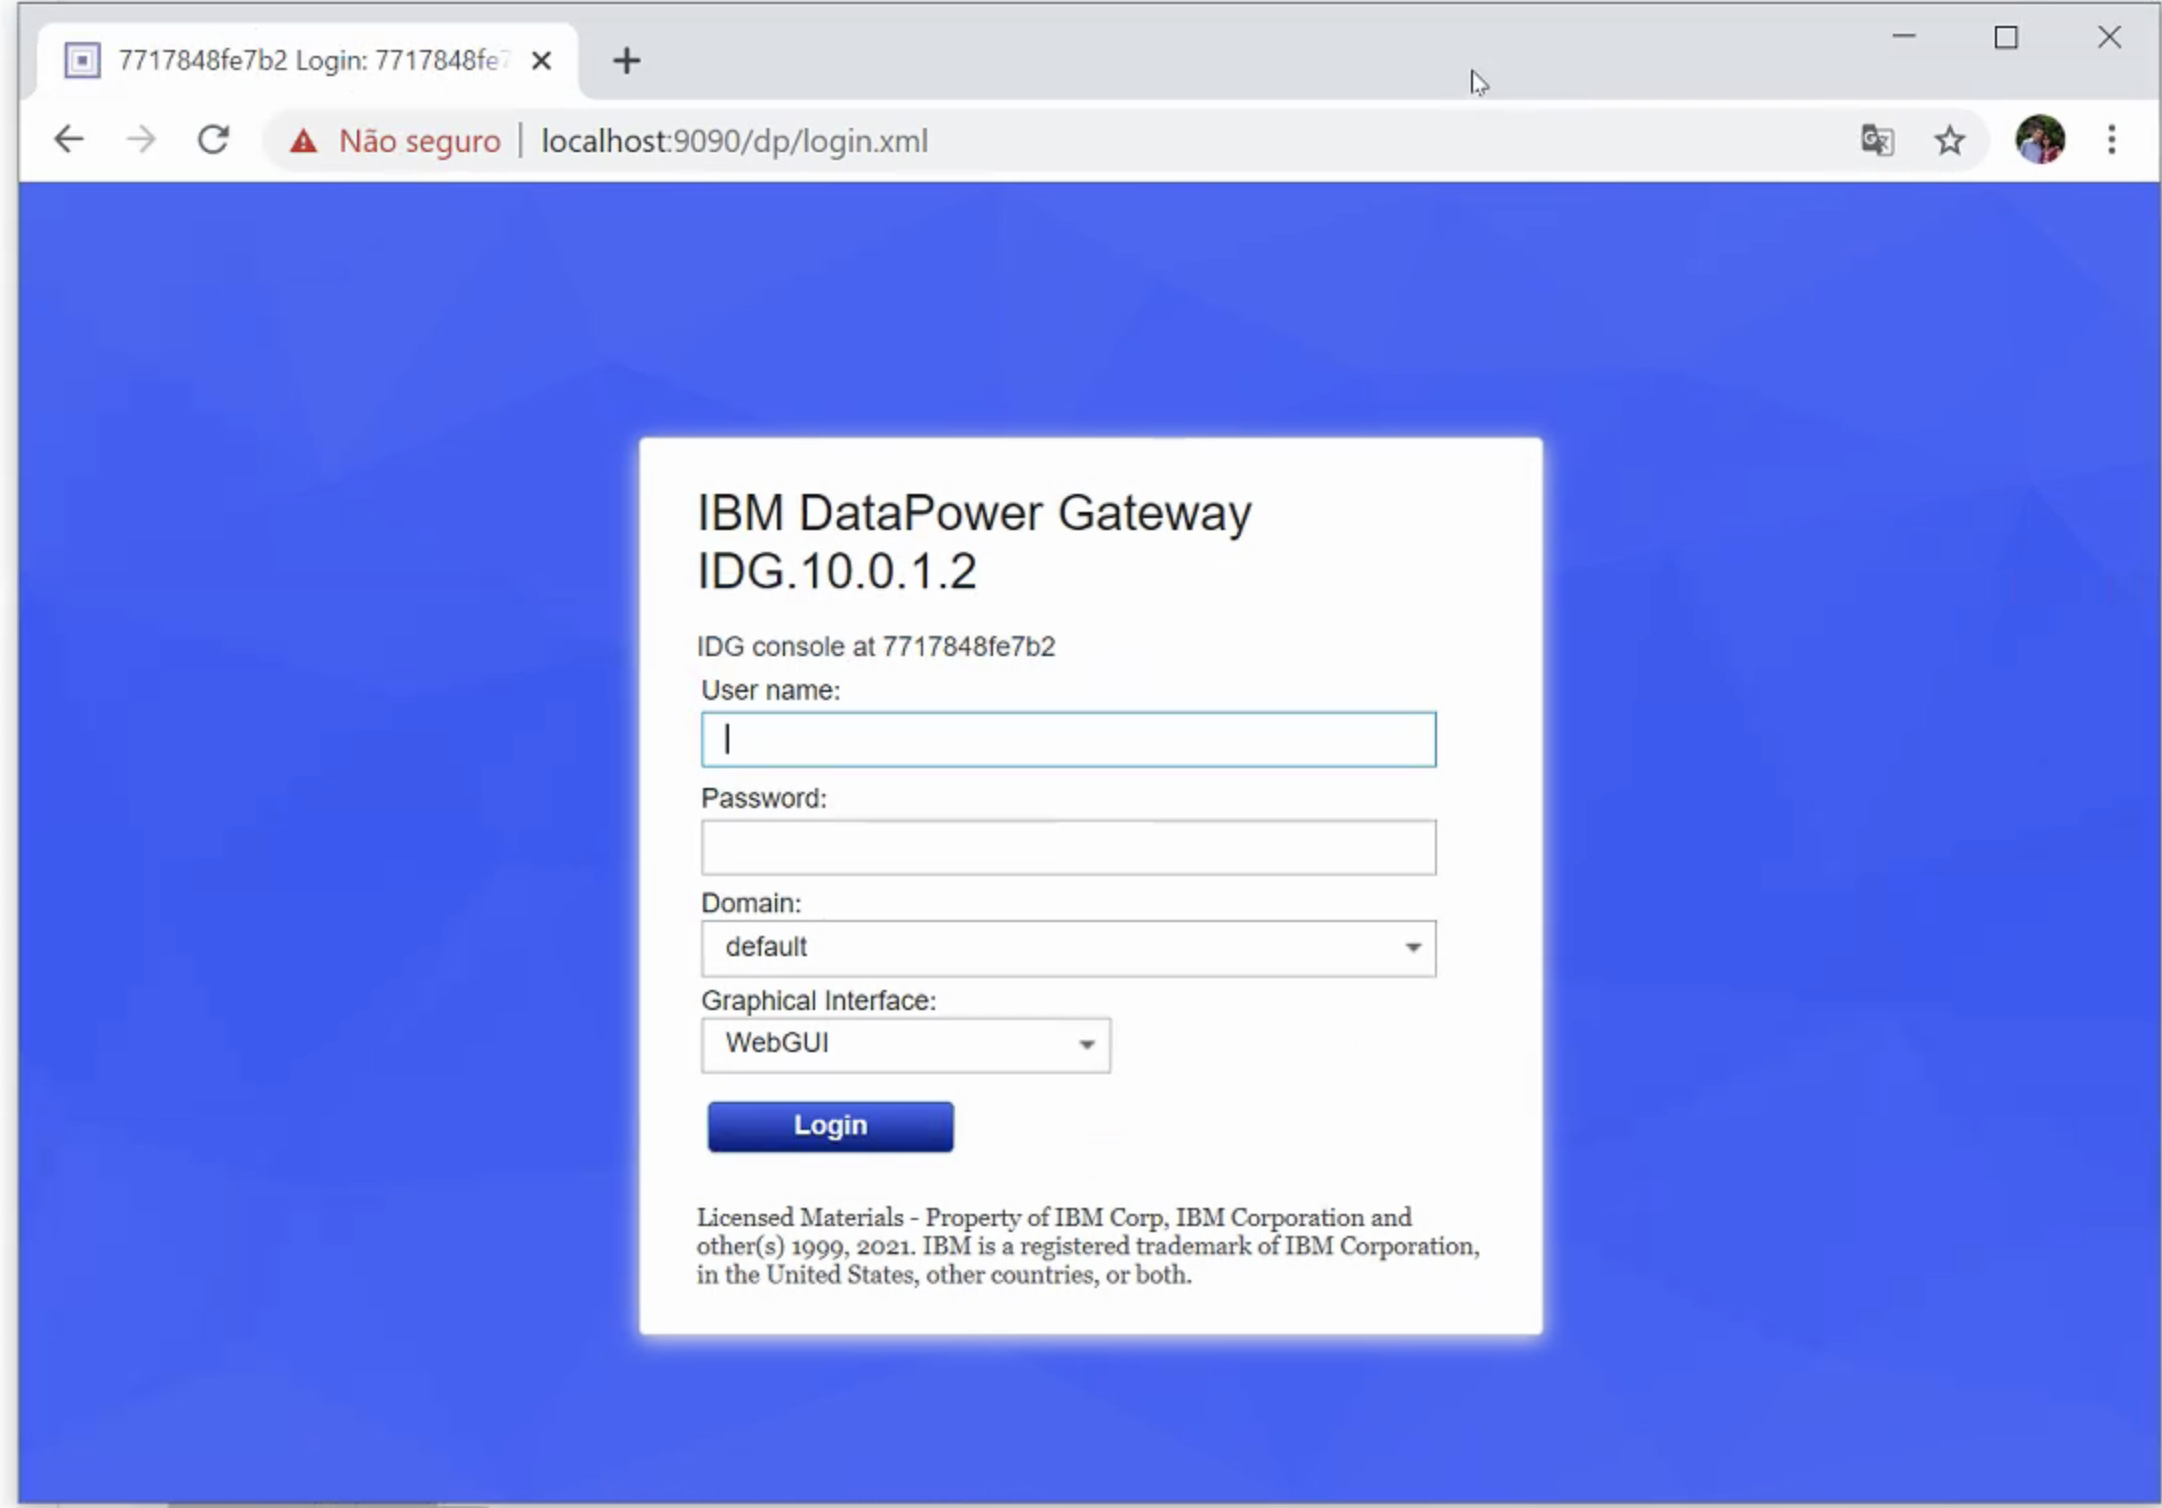 7717848fe7b2 Login: 7717848fe7
Não seguro | localhost:9090/dp/login.xml
IBM DataPower Gateway
IDG.10.0.1.2
IDG console at 7717848fe7b2
User name:
Password:
Domain:
default
Graphical Interface:
WebGUI
Login
Licensed Materials - Property of IBM Corp, IBM Corporation and
other(s) 1999, 2021. IBM is a registered trademark of IBM Corporation,
in the United States, other countries, or both.